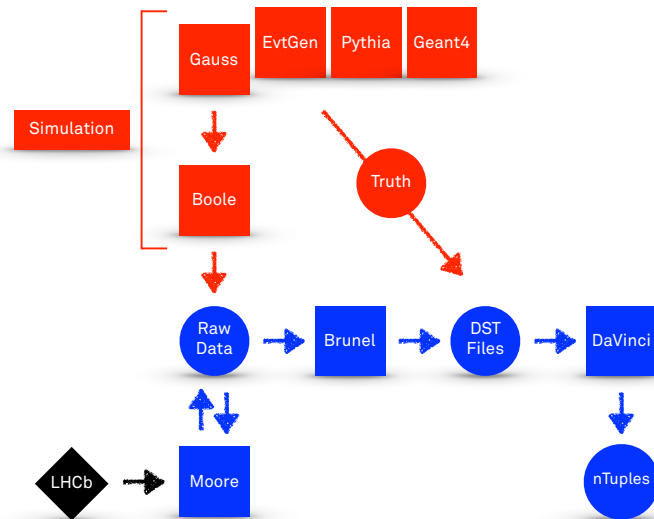 EvtGen
Pythia
Geant4
Gauss
Simulation
Truth
Boole
Raw
Data
Brunel
DST
Files
DaVinci
LHCb
Moore
nTuples